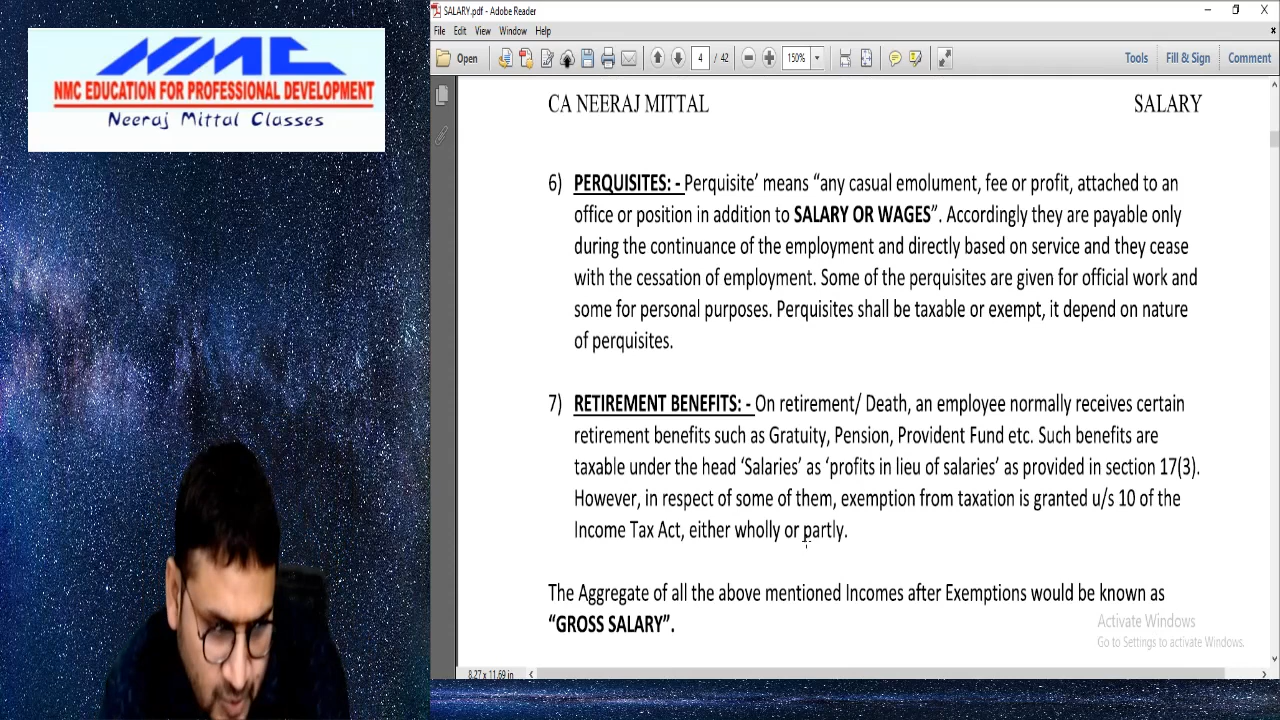 NMC
NMC EDUCATION FOR PROFESSIONAL DEVELOPMENT
Neeraj Mittal Classes
SALARY.pdf - Adobe Reader
File Edit View Window Help
Open 4 / 42 150% Tools Fill & Sign Comment
CA NEERAJ MITTAL SALARY
6) PERQUISITES: - Perquisite’ means “any casual emolument, fee or profit, attached to an
office or position in addition to SALARY OR WAGES”. Accordingly they are payable only
during the continuance of the employment and directly based on service and they cease
with the cessation of employment. Some of the perquisites are given for official work and
some for personal purposes. Perquisites shall be taxable or exempt, it depend on nature
of perquisites.
7) RETIREMENT BENEFITS: - On retirement/ Death, an employee normally receives certain
retirement benefits such as Gratuity, Pension, Provident Fund etc. Such benefits are
taxable under the head ‘Salaries’ as ‘profits in lieu of salaries’ as provided in section 17(3).
However, in respect of some of them, exemption from taxation is granted u/s 10 of the
Income Tax Act, either wholly or partly.
The Aggregate of all the above mentioned Incomes after Exemptions would be known as
“GROSS SALARY”.
Activate Windows
Go to Settings to activate Windows.
8.27 x 11.69 in